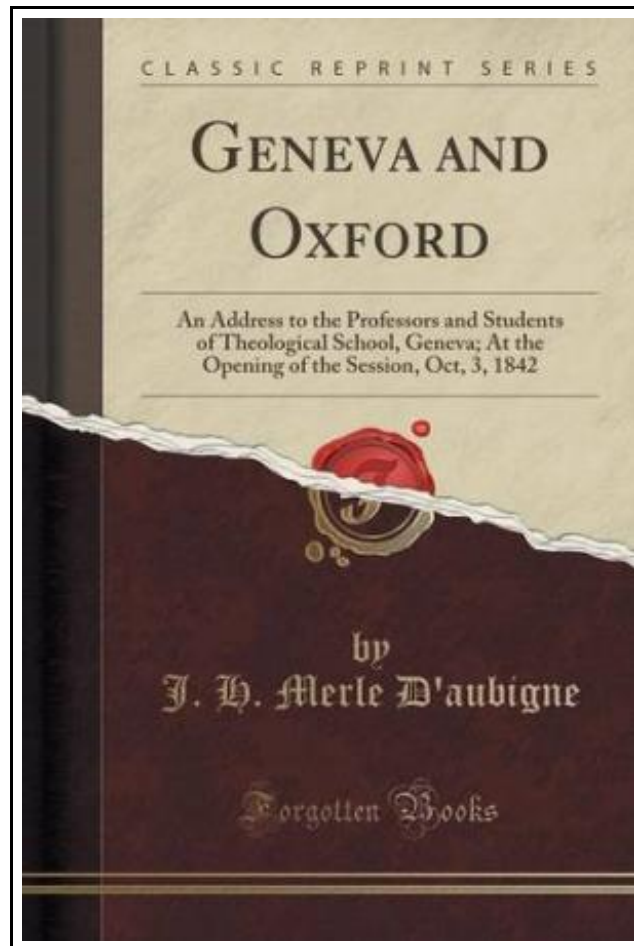 CLASSIC REPRINT SERIES
GENEVA AND
OXFORD
An Address to the Professors and Students
of Theological School, Geneva; At the
Opening of the Session, Oct, 3, 1842
by
J. H. Merle D'aubigne
Forgotten Books